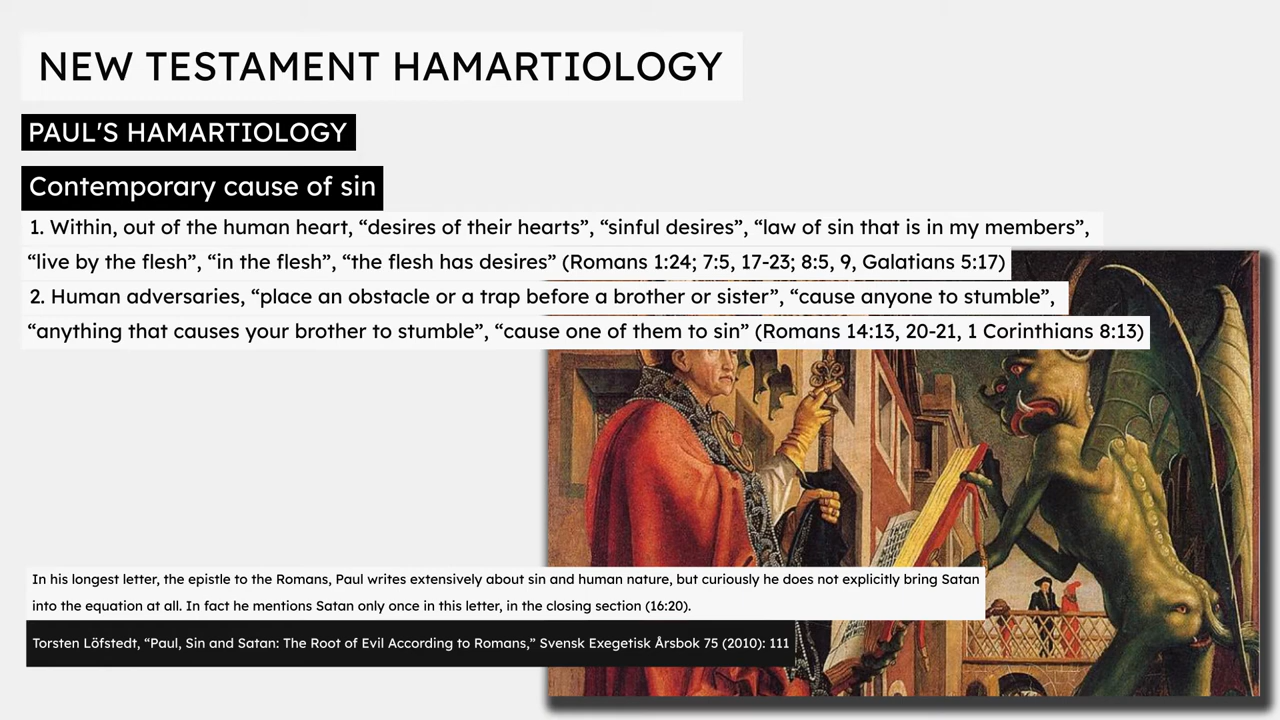 NEW TESTAMENT HAMARTIOLOGY
PAUL'S HAMARTIOLOGY
Contemporary cause of sin
1. Within, out of the human heart, “desires of their hearts”, “sinful desires”, “law of sin that is in my members”,
“live by the flesh”, “in the flesh”, “the flesh has desires” (Romans 1:24; 7:5, 17-23; 8:5, 9, Galatians 5:17)
2. Human adversaries, “place an obstacle or a trap before a brother or sister”, “cause anyone to stumble”,
“anything that causes your brother to stumble”, “cause one of them to sin” (Romans 14:13, 20-21, 1 Corinthians 8:13)
In his longest letter, the epistle to the Romans, Paul writes extensively about sin and human nature, but curiously he does not explicitly bring Satan
into the equation at all. In fact he mentions Satan only once in this letter, in the closing section (16:20).
Torsten Löfstedt, “Paul, Sin and Satan: The Root of Evil According to Romans,” Svensk Exegetisk Årsbok 75 (2010): 111